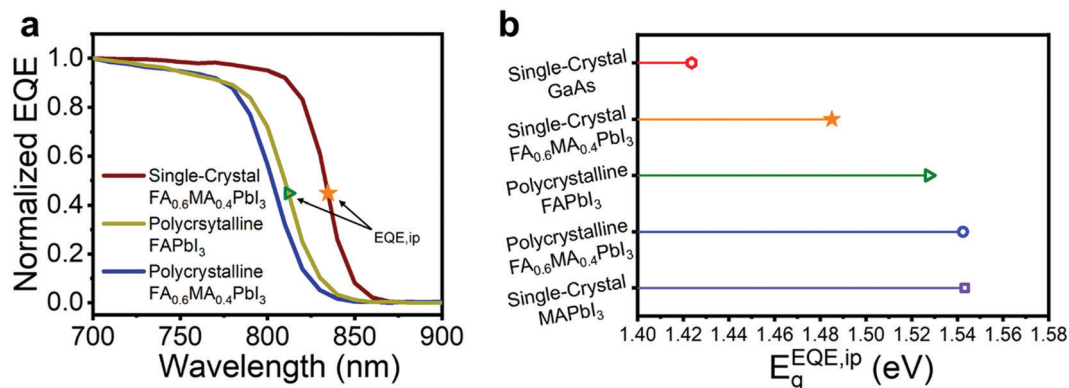 a
Normalized EQE
1.0
0.8
0.6
0.4
0.2
0.0
Single-Crystal
FA0.6MA0.4PbI3
Polycrsytalline
FAPbI3
Polycrystalline
FA0.6MA0.4PbI3
EQE,ip
700 750 800 850 900
Wavelength (nm)
b
Single-Crystal
GaAs
Single-Crystal
FA0.6MA0.4PbI3
Polycrystalline
FAPbI3
Polycrystalline
FA0.6MA0.4PbI3
Single-Crystal
MAPbI3
1.40 1.42 1.44 1.46 1.48 1.50 1.52 1.54 1.56 1.58
EgEQE,ip (eV)